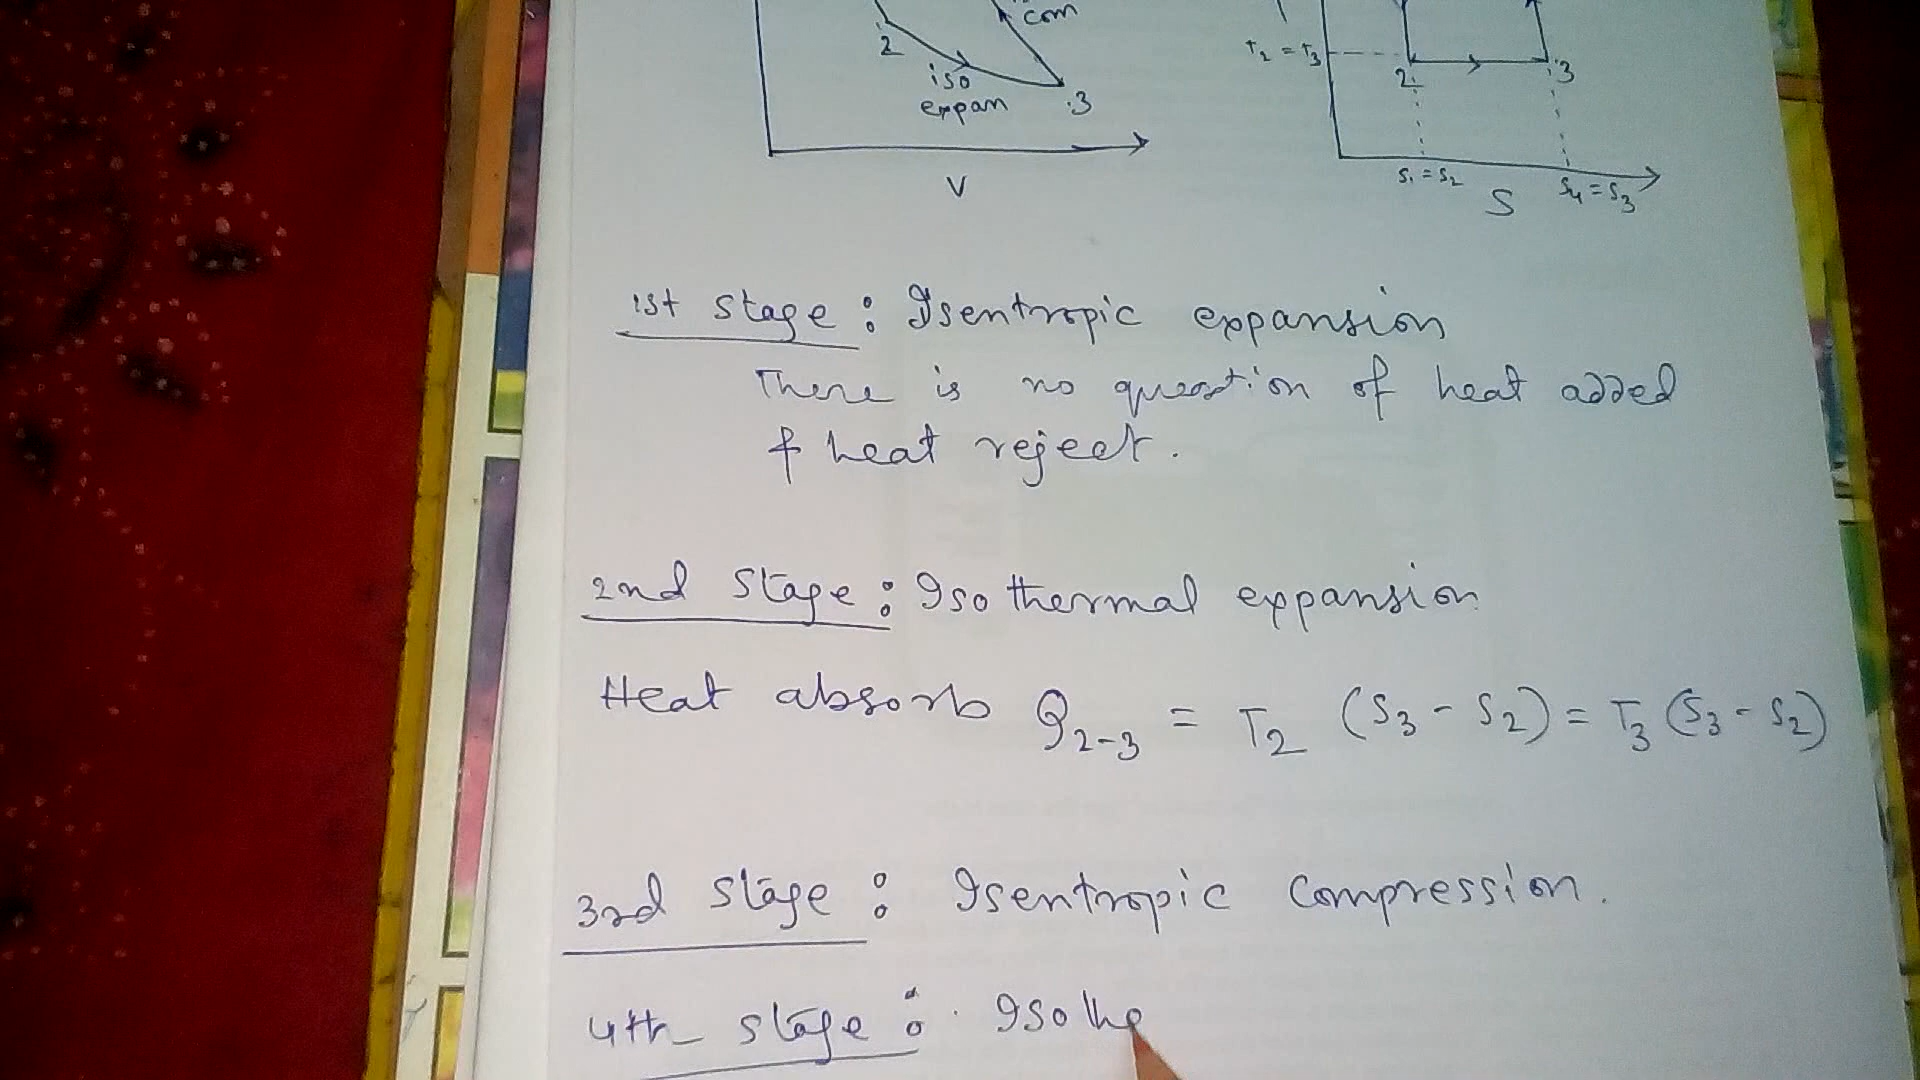 com
2
iso
expan
3
V
T2 = T3
2
3
S1 = S2
S4 = S3
S
1st stage : Isentropic expansion
There is no question of heat added
& heat reject.
2nd stage : Isothermal expansion
Heat absorb Q2-3 = T2 (S3 - S2) = T3 (S3 - S2)
3rd stage : Isentropic compression.
4th stage : Isothe